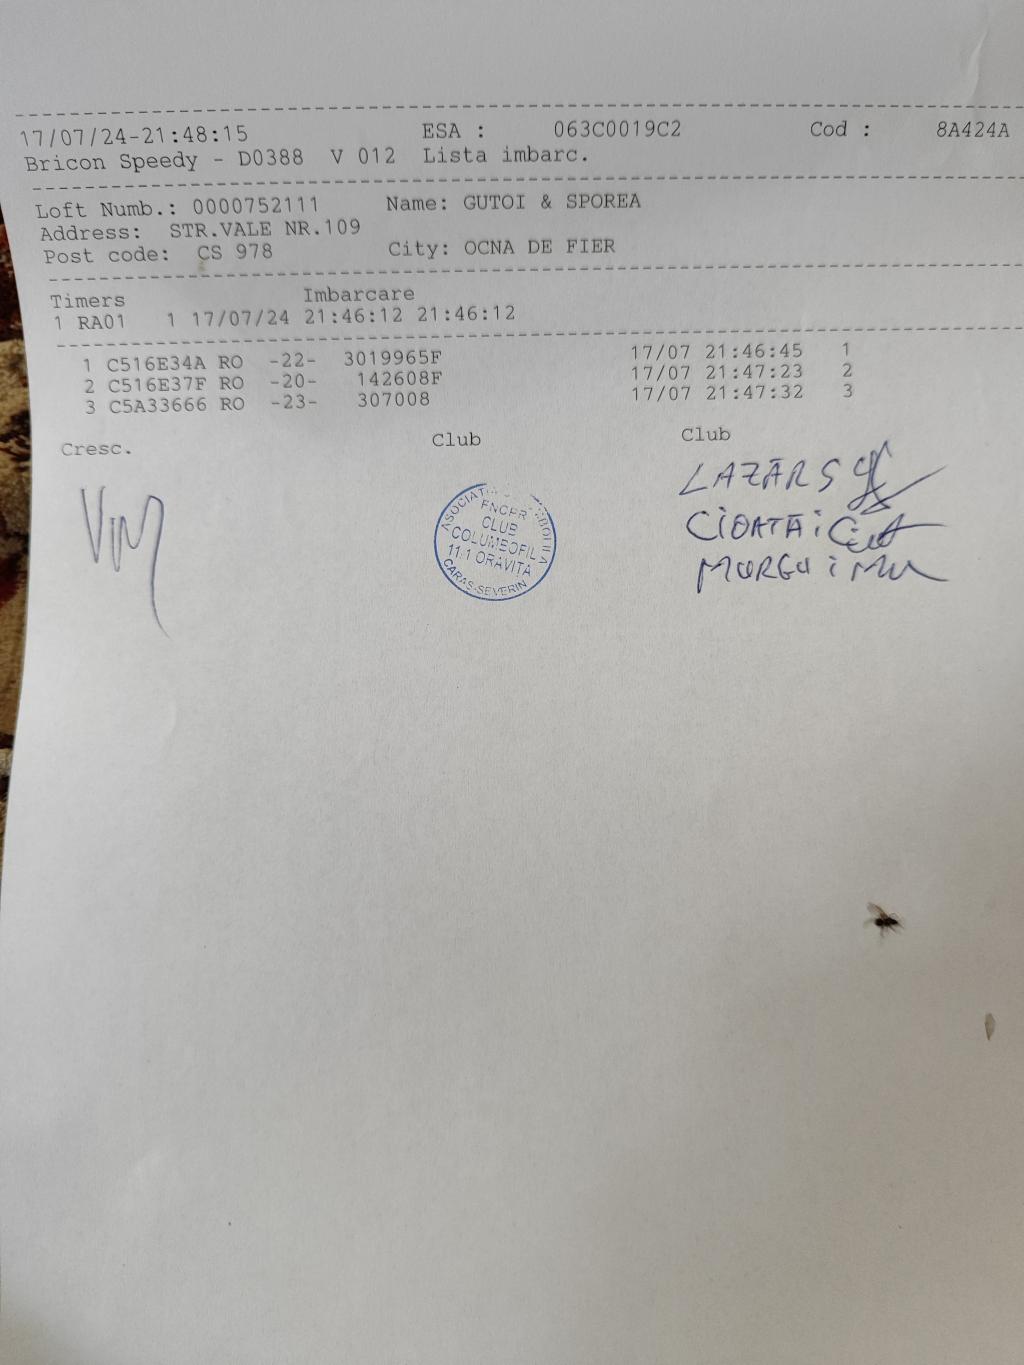 17/07/24-21:48:15 ESA : 063C0019C2 Cod : 8A424A
Bricon Speedy - D0388 V 012 Lista imbarc.
Loft Numb.: 0000752111 Name: GUTOI & SPOREA
Address: STR.VALE NR.109
Post code: CS 978 City: OCNA DE FIER
Timers Imbarcare
1 RA01 1 17/07/24 21:46:12 21:46:12
1 C516E34A RO -22- 3019965F 17/07 21:46:45 1
2 C516E37F RO -20- 142608F 17/07 21:47:23 2
3 C5A33666 RO -23- 307008 17/07 21:47:32 3
Cresc. Club Club
LAZĂR S
CIOATĂ i
MURGU i
FNCPR
CLUB
COLUMBOFIL
11.1 ORAVITA
CARAS-SEVERIN